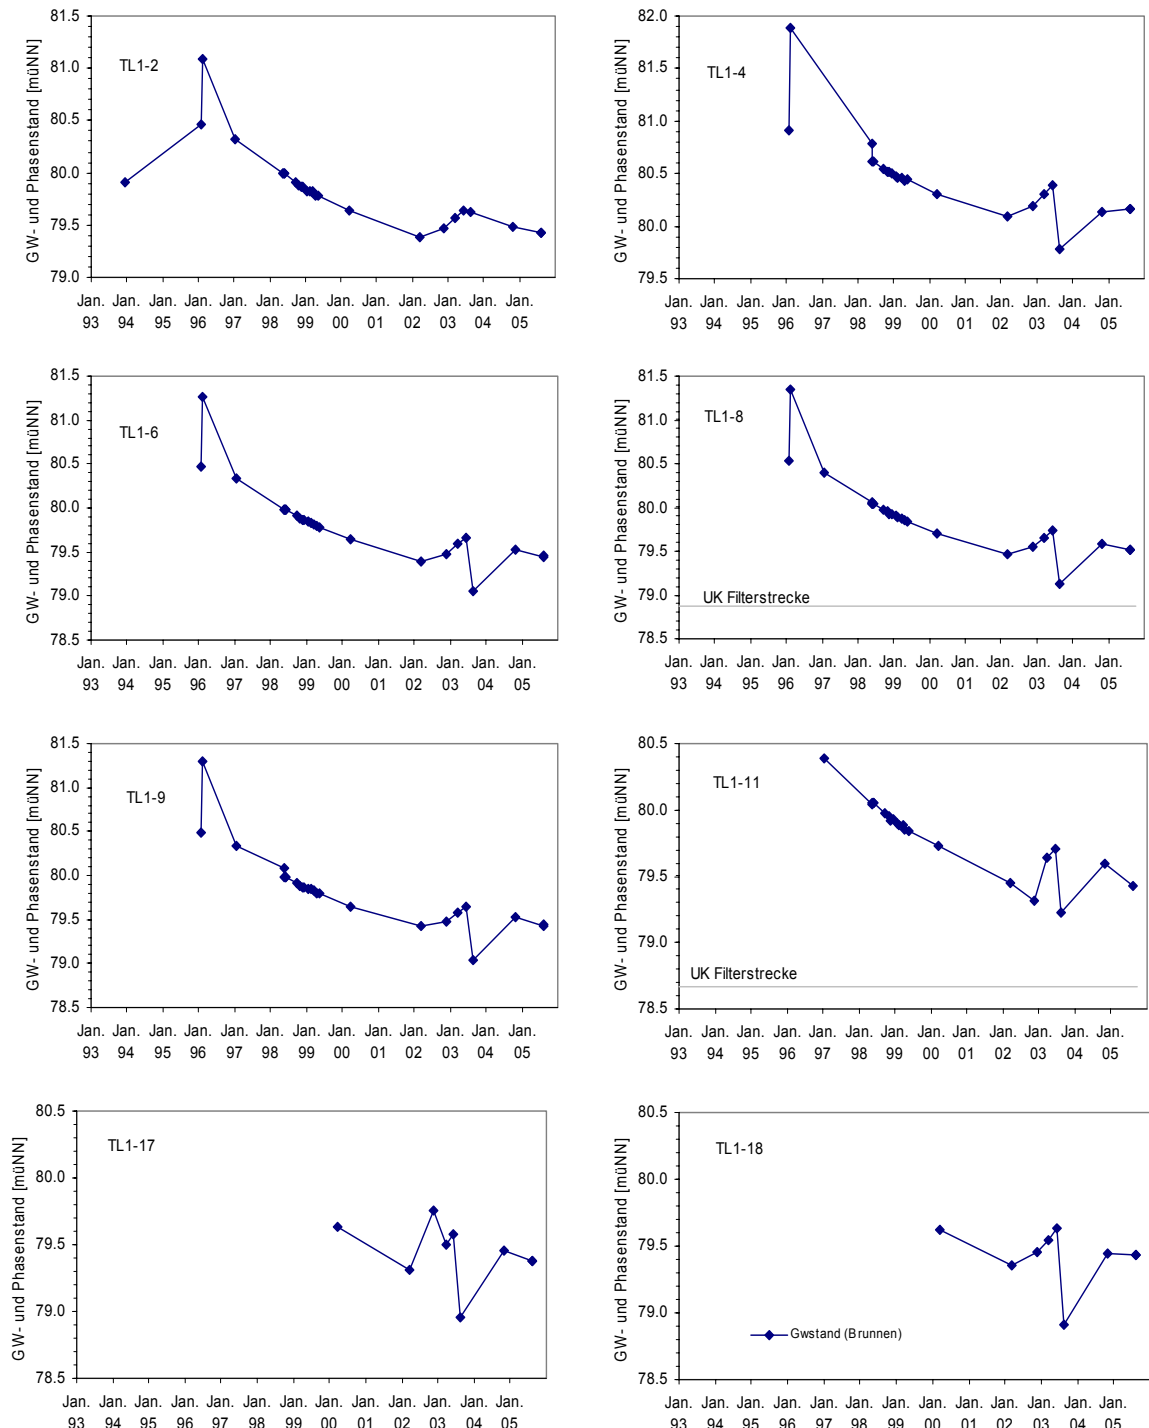 GW- und Phasenstand [müNN]
TL1-2
81.5
81.0
80.5
80.0
79.5
79.0
Jan. Jan. Jan. Jan. Jan. Jan. Jan. Jan. Jan. Jan. Jan. Jan. Jan.
93 94 95 96 97 98 99 00 01 02 03 04 05
GW- und Phasenstand [müNN]
TL1-4
82.0
81.5
81.0
80.5
80.0
79.5
Jan. Jan. Jan. Jan. Jan. Jan. Jan. Jan. Jan. Jan. Jan. Jan. Jan.
93 94 95 96 97 98 99 00 01 02 03 04 05
GW- und Phasenstand [müNN]
TL1-6
81.5
81.0
80.5
80.0
79.5
79.0
78.5
Jan. Jan. Jan. Jan. Jan. Jan. Jan. Jan. Jan. Jan. Jan. Jan. Jan.
93 94 95 96 97 98 99 00 01 02 03 04 05
GW- und Phasenstand [müNN]
TL1-8
81.5
81.0
80.5
80.0
79.5
79.0
78.5
UK Filterstrecke
Jan. Jan. Jan. Jan. Jan. Jan. Jan. Jan. Jan. Jan. Jan. Jan. Jan.
93 94 95 96 97 98 99 00 01 02 03 04 05
GW- und Phasenstand [müNN]
TL1-9
81.5
81.0
80.5
80.0
79.5
79.0
78.5
Jan. Jan. Jan. Jan. Jan. Jan. Jan. Jan. Jan. Jan. Jan. Jan. Jan.
93 94 95 96 97 98 99 00 01 02 03 04 05
GW- und Phasenstand [müNN]
TL1-11
80.5
80.0
79.5
79.0
78.5
UK Filterstrecke
Jan. Jan. Jan. Jan. Jan. Jan. Jan. Jan. Jan. Jan. Jan. Jan. Jan.
93 94 95 96 97 98 99 00 01 02 03 04 05
GW- und Phasenstand [müNN]
TL1-17
80.5
80.0
79.5
79.0
78.5
Jan. Jan. Jan. Jan. Jan. Jan. Jan. Jan. Jan. Jan. Jan. Jan. Jan.
93 94 95 96 97 98 99 00 01 02 03 04 05
GW- und Phasenstand [müNN]
TL1-18
80.5
80.0
79.5
79.0
78.5
Gwstand (Brunnen)
Jan. Jan. Jan. Jan. Jan. Jan. Jan. Jan. Jan. Jan. Jan. Jan. Jan.
93 94 95 96 97 98 99 00 01 02 03 04 05